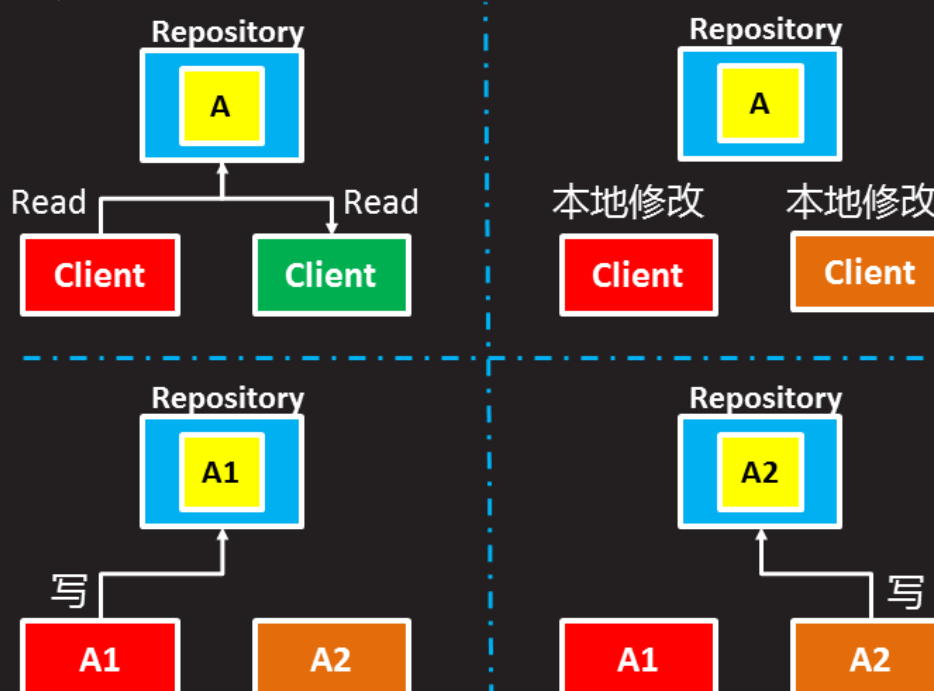 Repository
A
Read
Read
Client
Client
Repository
A
本地修改
本地修改
Client
Client
Repository
A1
写
A1
A2
Repository
A2
写
A1
A2